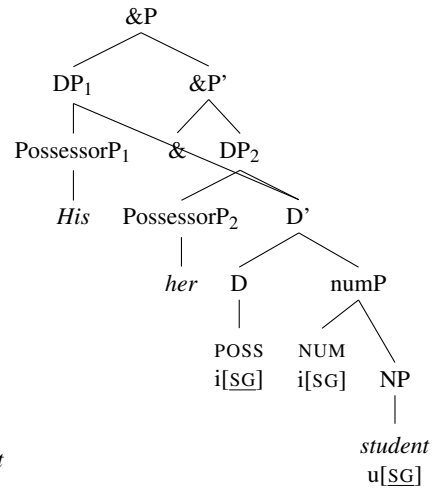 &P
DP₁ &P’
PossessorP₁ & DP₂
His PossessorP₂ D’
her D numP
POSS NUM
i[SG] i[SG] NP
student
t
u[SG]